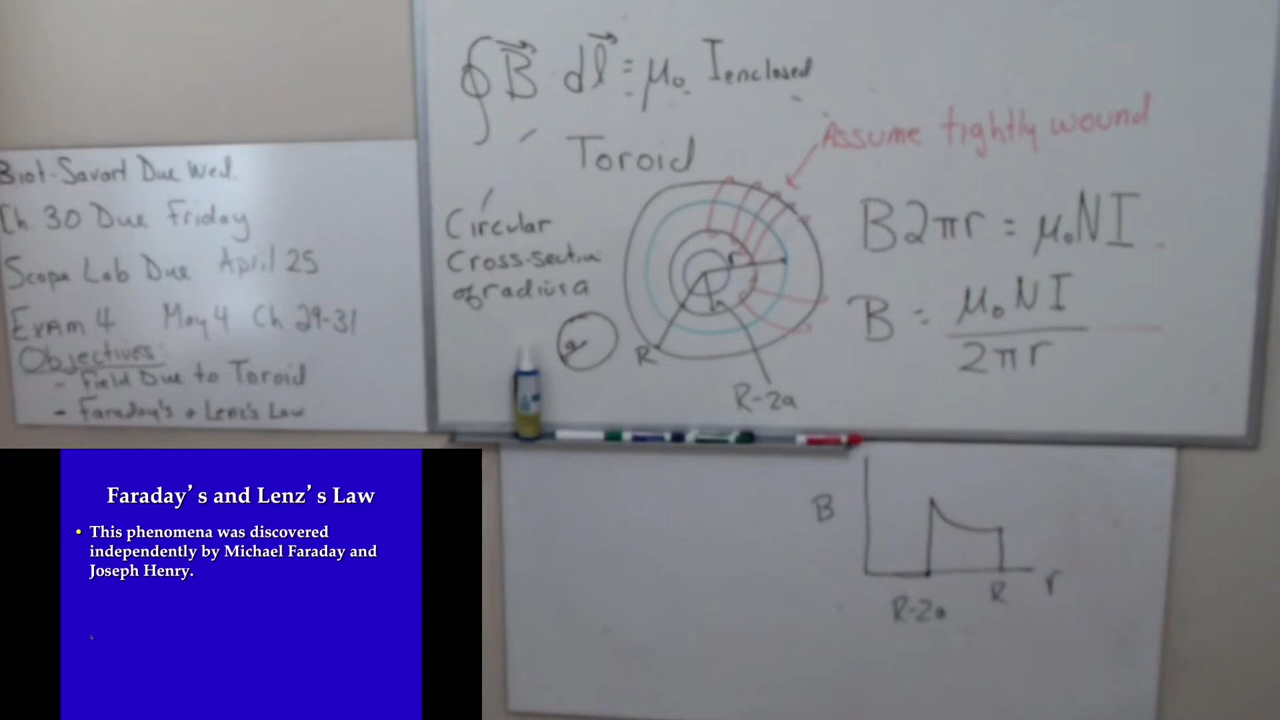 Biot-Savart Due Wed.
Ch 30 Due Friday
Scope Lab Due April 25
Exam 4 May 4 Ch 29-31
Objectives:
- Field Due to Toroid
- Faraday's + Lenz's Law
∮ B⃗ dl⃗ = μ₀ Ienclosed
Toroid
Assume tightly wound
Circular
Cross-section
of radius a
a
r
R
R-2a
B2πr = μ₀NI
B = μ₀NI
2πr
B
R-2a
R
r
Faraday's and Lenz's Law
• This phenomena was discovered
independently by Michael Faraday and
Joseph Henry.